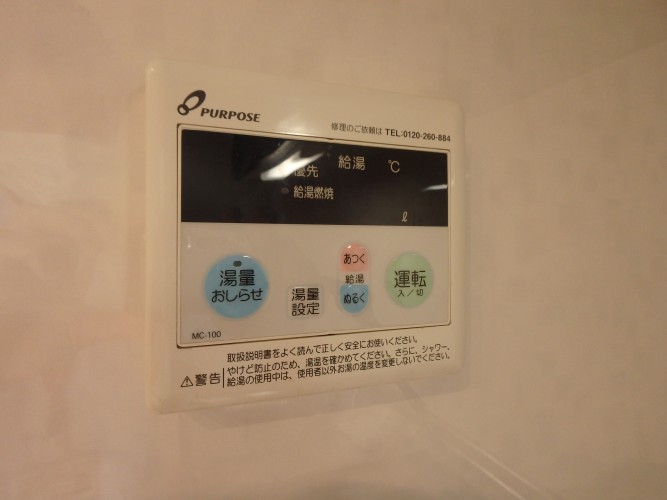 PURPOSE
修理のご依頼は TEL:0120-260-884
優先 給湯 ℃
給湯燃焼
ℓ
湯量
おしらせ
湯量
設定
あつく
給湯
ぬるく
運転
入/切
MC-100
取扱説明書をよく読んで正しく安全にお使いください。
⚠警告
やけど防止のため、湯温を確かめてください。さらに、シャワー、
給湯の使用中は、使用者以外お湯の温度を変更しないでください。